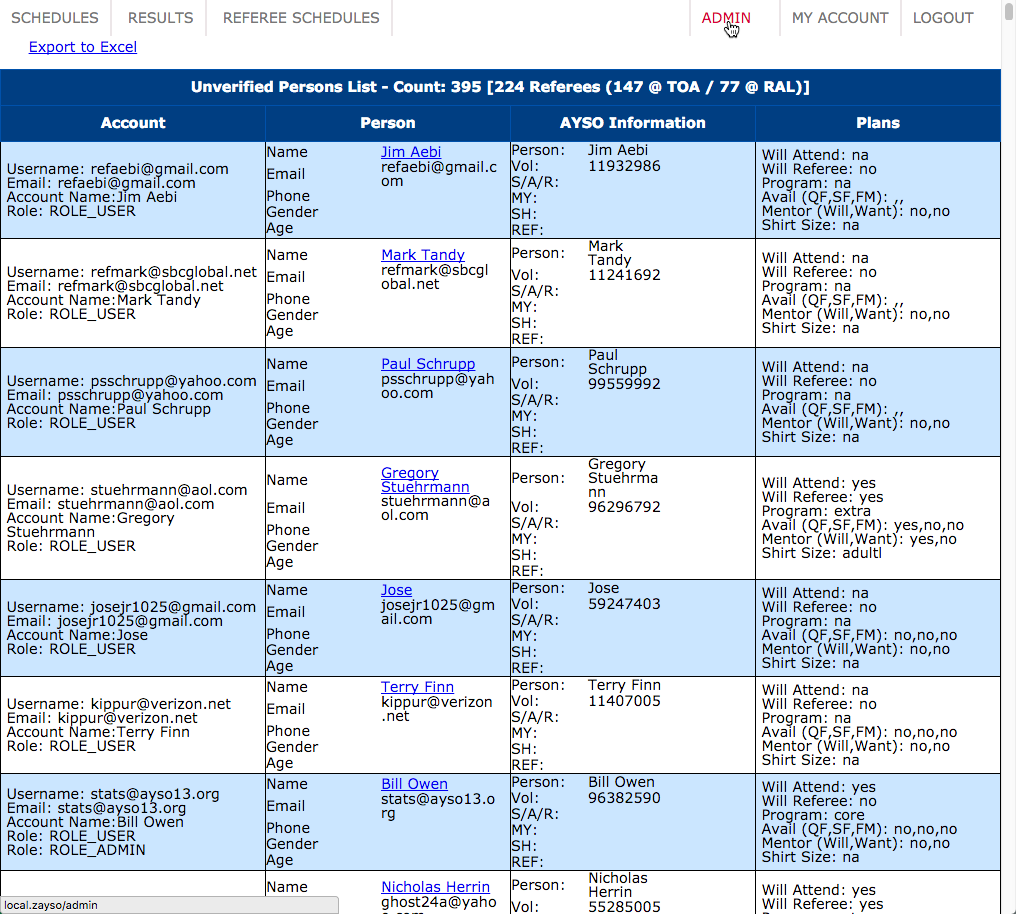 SCHEDULES RESULTS REFEREE SCHEDULES ADMIN MY ACCOUNT LOGOUT
Export to Excel
Unverified Persons List - Count: 395 [224 Referees (147 @ TOA / 77 @ RAL)]
Account Person AYSO Information Plans
Username: refaebi@gmail.com
Email: refaebi@gmail.com
Account Name:Jim Aebi
Role: ROLE_USER
Name Jim Aebi
Email refaebi@gmail.c
om
Phone
Gender
Age
Person: Jim Aebi
Vol: 11932986
S/A/R:
MY:
SH:
REF:
Will Attend: na
Will Referee: no
Program: na
Avail (QF,SF,FM): ,,
Mentor (Will,Want): no,no
Shirt Size: na
Username: refmark@sbcglobal.net
Email: refmark@sbcglobal.net
Account Name:Mark Tandy
Role: ROLE_USER
Name Mark Tandy
Email refmark@sbcgl
obal.net
Phone
Gender
Age
Person: Mark
Tandy
Vol: 11241692
S/A/R:
MY:
SH:
REF:
Will Attend: na
Will Referee: no
Program: na
Avail (QF,SF,FM): ,,
Mentor (Will,Want): no,no
Shirt Size: na
Username: psschrupp@yahoo.com
Email: psschrupp@yahoo.com
Account Name:Paul Schrupp
Role: ROLE_USER
Name Paul Schrupp
Email psschrupp@yah
oo.com
Phone
Gender
Age
Person: Paul
Schrupp
Vol: 99559992
S/A/R:
MY:
SH:
REF:
Will Attend: na
Will Referee: no
Program: na
Avail (QF,SF,FM): ,,
Mentor (Will,Want): no,no
Shirt Size: na
Username: stuehrmann@aol.com
Email: stuehrmann@aol.com
Account Name:Gregory
Stuehrmann
Role: ROLE_USER
Name Gregory
Stuehrmann
Email stuehrmann@a
ol.com
Phone
Gender
Age
Person: Gregory
Stuehrma
nn
Vol: 96296792
S/A/R:
MY:
SH:
REF:
Will Attend: yes
Will Referee: yes
Program: extra
Avail (QF,SF,FM): yes,no,no
Mentor (Will,Want): yes,no
Shirt Size: adultl
Username: josejr1025@gmail.com
Email: josejr1025@gmail.com
Account Name:Jose
Role: ROLE_USER
Name Jose
Email josejr1025@gm
ail.com
Phone
Gender
Age
Person: Jose
Vol: 59247403
S/A/R:
MY:
SH:
REF:
Will Attend: na
Will Referee: no
Program: na
Avail (QF,SF,FM): no,no,no
Mentor (Will,Want): no,no
Shirt Size: na
Username: kippur@verizon.net
Email: kippur@verizon.net
Account Name:Terry Finn
Role: ROLE_USER
Name Terry Finn
Email kippur@verizon
.net
Phone
Gender
Age
Person: Terry Finn
Vol: 11407005
S/A/R:
MY:
SH:
REF:
Will Attend: na
Will Referee: no
Program: na
Avail (QF,SF,FM): no,no,no
Mentor (Will,Want): no,no
Shirt Size: na
Username: stats@ayso13.org
Email: stats@ayso13.org
Account Name:Bill Owen
Role: ROLE_USER
Role: ROLE_ADMIN
Name Bill Owen
Email stats@ayso13.o
rg
Phone
Gender
Age
Person: Bill Owen
Vol: 96382590
S/A/R:
MY:
SH:
REF:
Will Attend: yes
Will Referee: no
Program: core
Avail (QF,SF,FM): no,no,no
Mentor (Will,Want): no,no
Shirt Size: na
Name Nicholas Herrin
ghost24a@yaho
Person: Nicholas
Herrin
Vol: 55285005
Will Attend: yes
Will Referee: yes
local.zayso/admin